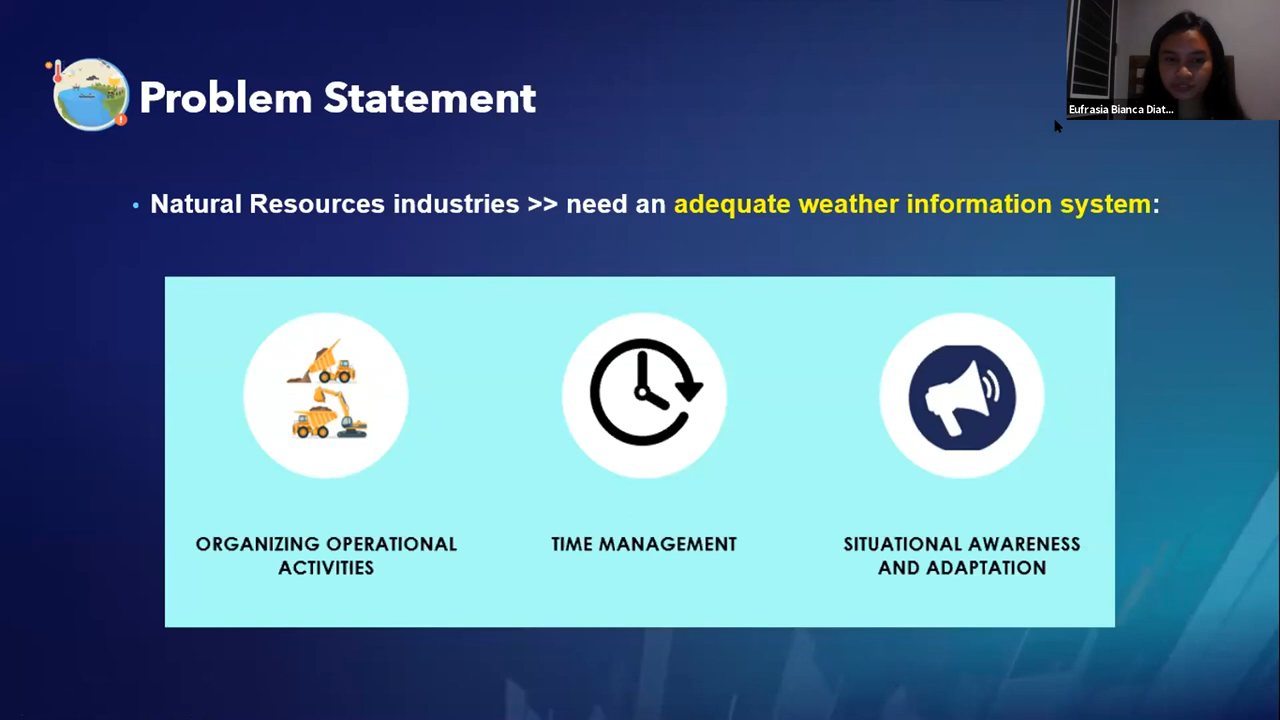 Problem Statement
Eufrasia Bianca Diat...
• Natural Resources industries >> need an adequate weather information system:
ORGANIZING OPERATIONAL
ACTIVITIES
TIME MANAGEMENT
SITUATIONAL AWARENESS
AND ADAPTATION